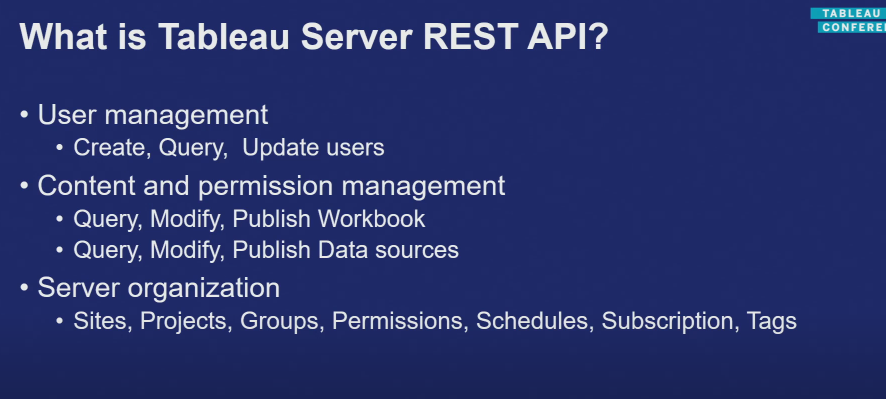 What is Tableau Server REST API?
TABLEAU
• User management
• Create, Query, Update users
• Content and permission management
• Query, Modify, Publish Workbook
• Query, Modify, Publish Data sources
• Server organization
• Sites, Projects, Groups, Permissions, Schedules, Subscription, Tags